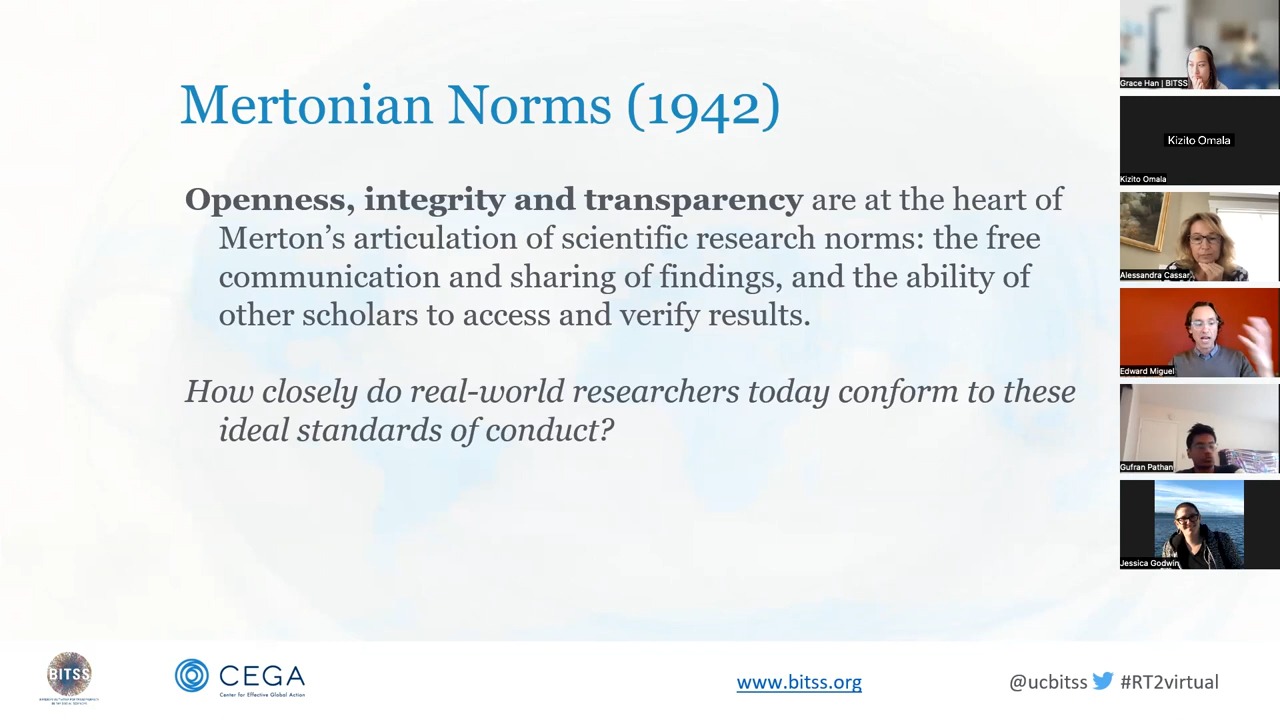 Mertonian Norms (1942)
Openness, integrity and transparency are at the heart of
Merton's articulation of scientific research norms: the free
communication and sharing of findings, and the ability of
other scholars to access and verify results.
How closely do real-world researchers today conform to these
ideal standards of conduct?
Grace Han | BITSS
Kizito Omala
Kizito Omala
Alessandra Cassar
Edward Miguel
Gufran Pathan
Jessica Godwin
BITSS
CEGA
Center for Effective Global Action
www.bitss.org
@ucbitss #RT2virtual